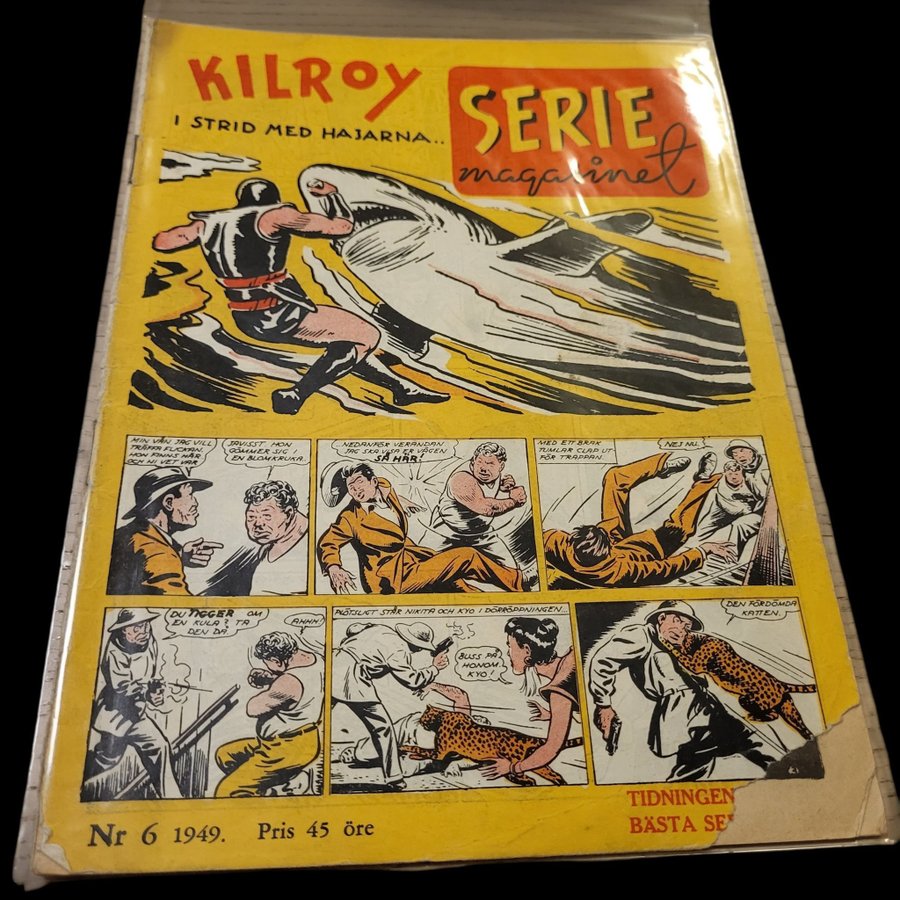 KILROY
I STRID MED HAJARNA..
SERIE
magasinet
MIN VÄN JAG VILL
TRÄFFA FLICKAN.
HON FINNS HÄR
OCH NI VET VAR
JAVISST HON
GÖMMER SIG I
EN BLOMKRUKA.
..NEDANFÖR VERANDAN
JAG SKA VISA ER VÄGEN
SÅ HÄR!
MED ETT BRAK
TUMLAR CLAP UT
FÖR TRAPPAN.
NEJ NU.
DU TIGGER OM
EN KULA? TA
DEN DÅ.
AHHH!
PLÖTSLIGT STÅR NIKITA OCH KYO I DÖRRÖPPNINGEN...
BUSS PÅ
HONOM
KYO!
DEN FÖRDÖMDA
KATTEN.
Nr 6 1949. Pris 45 öre
TIDNINGEN
BÄSTA SE